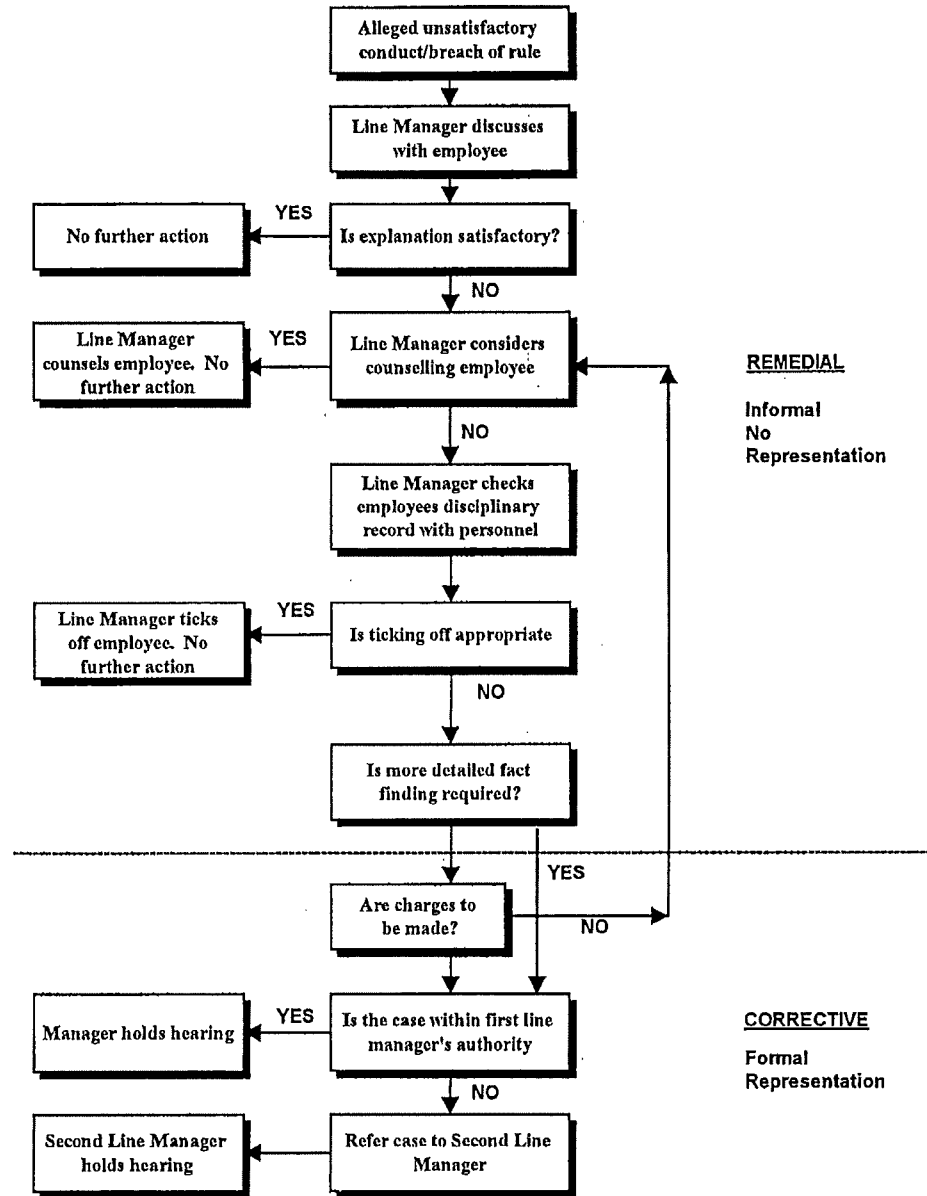 Alleged unsatisfactory
conduct/breach of rule
Line Manager discusses
with employee
YES
No further action
Is explanation satisfactory?
NO
Line Manager
counsels employee. No
further action
YES
Line Manager considers
counselling employee
REMEDIAL
Informal
No
Representation
NO
Line Manager checks
employees disciplinary
record with personnel
Line Manager ticks
off employee. No
further action
YES
Is ticking off appropriate
NO
Is more detailed fact
finding required?
YES
Are charges to
be made?
NO
Manager holds hearing
YES
Is the case within first line
manager's authority
CORRECTIVE
Formal
Representation
NO
Second Line Manager
holds hearing
Refer case to Second Line
Manager